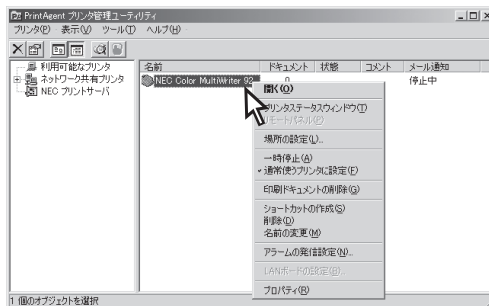 PrintAgent プリンタ管理ユーティリティ
プリンタ(P) 表示(V) ツール(T) ヘルプ(H)
名前 ドキュメント 状態 コメント メール通知
利用可能なプリンタ
ネットワーク共有プリンタ
NEC プリントサーバ
NEC Color MultiWriter 92 0 停止中
開く(O)
プリンタステータスウィンドウ(T)
リモートパネル(P)
場所の設定(L)...
一時停止(A)
通常使うプリンタに設定(F)
印刷ドキュメントの削除(G)
ショートカットの作成(S)
削除(D)
名前の変更(M)
アラームの発信設定(N)...
LANボードの設定(B)...
プロパティ(R)
1 個のオブジェクトを選択